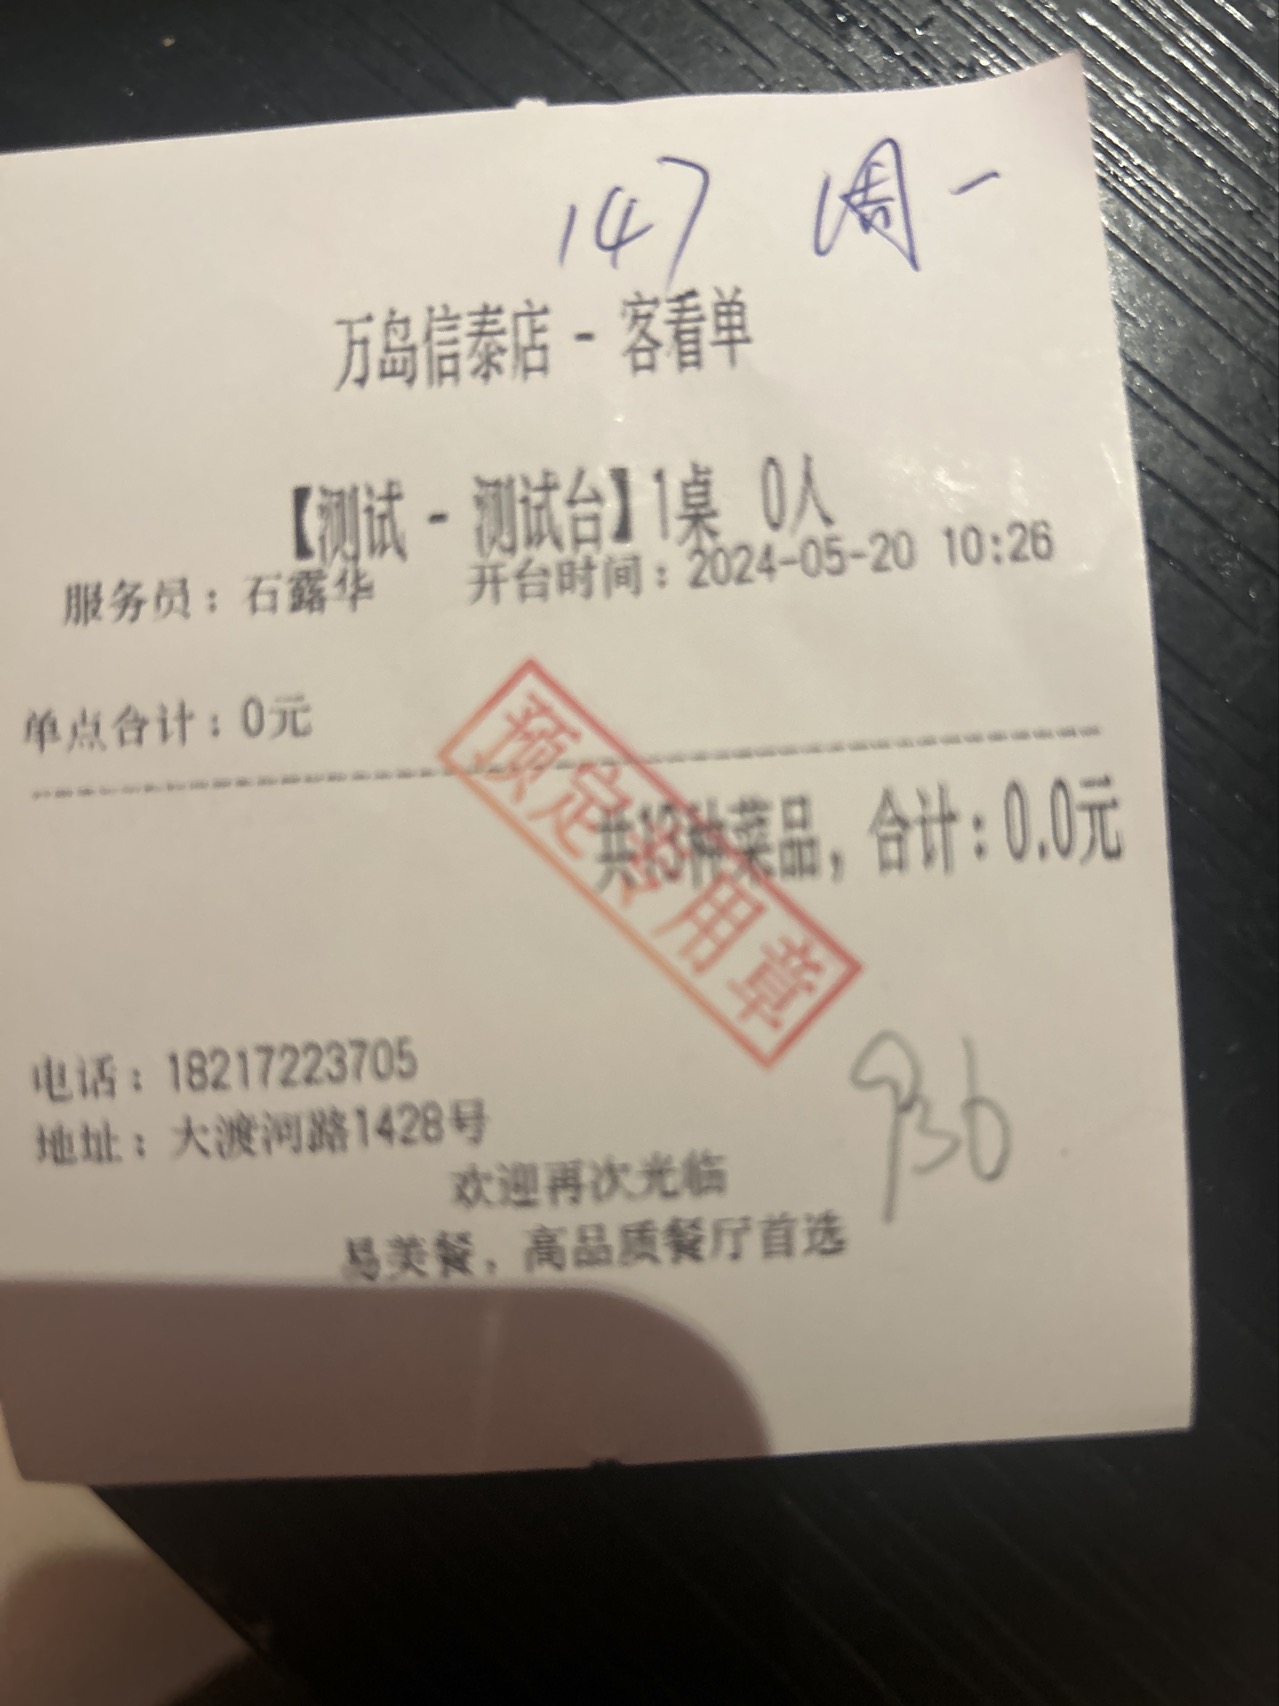 147 周一
万岛信泰店 - 客看单
【测试 - 测试台】1桌 0人
服务员：石露华 开台时间：2024-05-20 10:26
单点合计：0元
预定专用章
共13种菜品，合计：0.0元
电话：18217223705
地址：大渡河路1428号
欢迎再次光临
易美餐，高品质餐厅首选